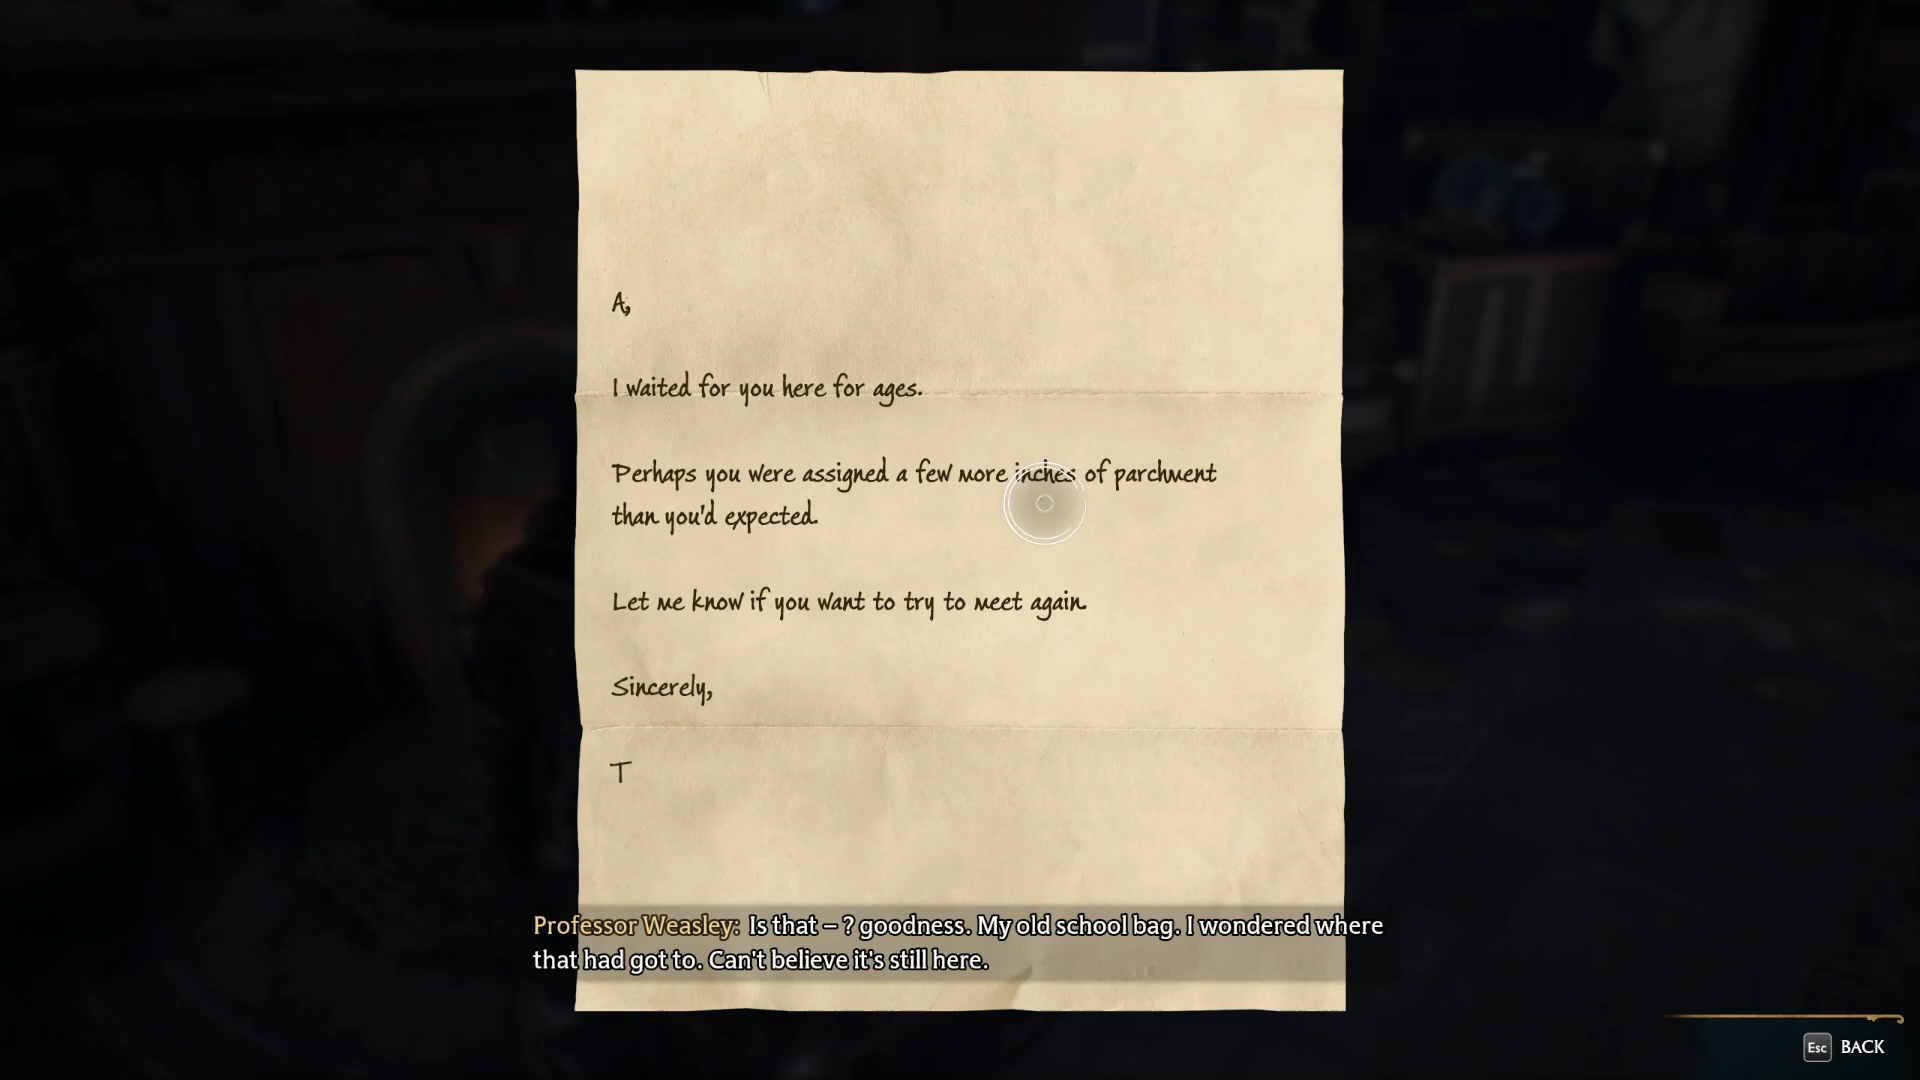 A,
I waited for you here for ages.
Perhaps you were assigned a few more inches of parchment
than you'd expected.
Let me know if you want to try to meet again.
Sincerely,
T
Professor Weasley: Is that – ? goodness. My old school bag. I wondered where
that had got to. Can't believe it's still here.
Esc BACK